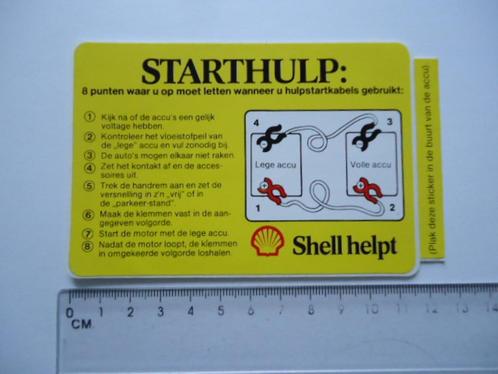 STARTHULP:
8 punten waar u op moet letten wanneer u hulpstartkabels gebruikt:
1 Kijk na of de accu's een gelijk
voltage hebben.
2 Kontroleer het vloeistofpeil van
de „lege” accu en vul zonodig bij.
3 De auto's mogen elkaar niet raken.
4 Zet het kontakt af en de acces-
soires uit.
5 Trek de handrem aan en zet de
versnelling in z'n „vrij” of in
de „parkeer-stand”.
6 Maak de klemmen vast in de aan-
gegeven volgorde.
7 Start de motor met de lege accu.
8 Nadat de motor loopt, de klemmen
in omgekeerde volgorde loshalen.
4
3
Lege accu
Volle accu
1
2
Shell helpt
(Plak deze sticker in de buurt van de accu)
0 1 2 3 4 5 6 7 8 9 10 11 12 13 14
CM